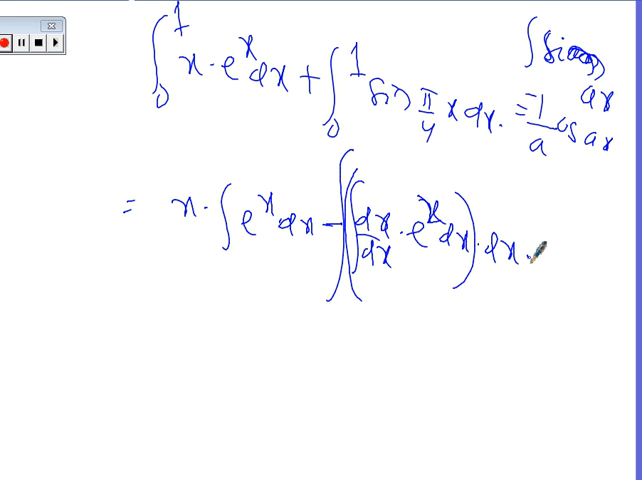 ∫₀¹ x · eˣ dx + ∫₀¹ sin π/4 x dx.
∫ sin ax = -1/a cos ax
= x · ∫ eˣ dx - ∫(∫ dx/dx · eˣ dx) · dx.